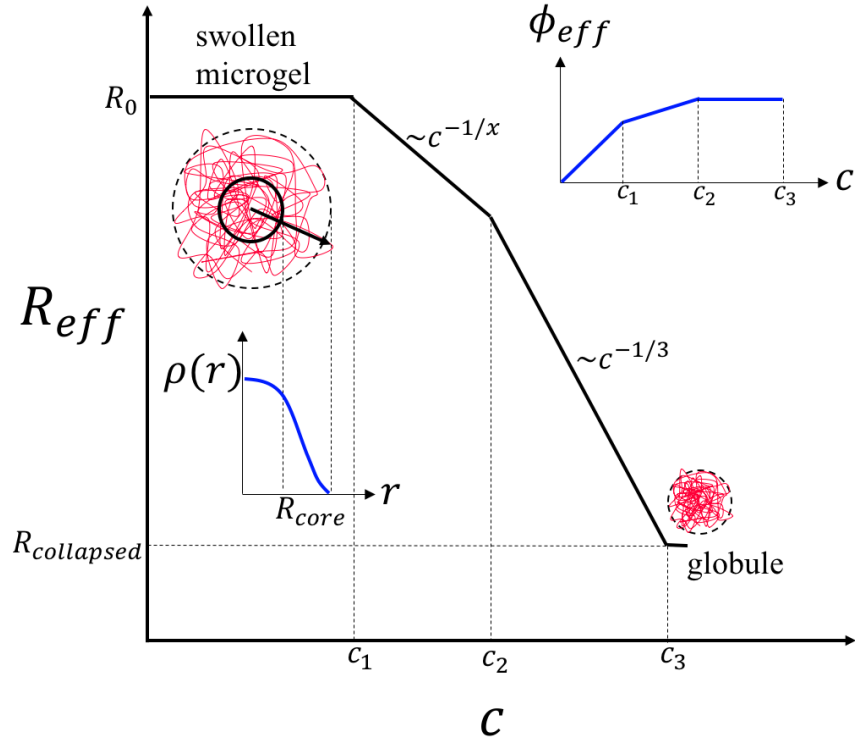 swollen
microgel
ϕ_eff
R_0
~c^{-1/x}
c_1
c_2
c_3
c
R_eff
~c^{-1/3}
ρ(r)
r
R_core
R_collapsed
globule
c_1
c_2
c_3
c